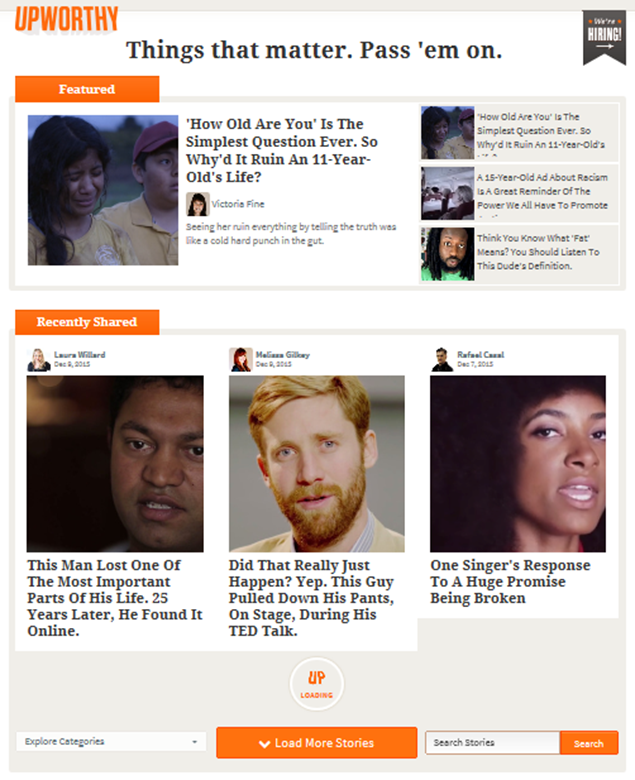 UPWORTHY
We're
HIRING!
Things that matter. Pass 'em on.
Featured
'How Old Are You' Is The
Simplest Question Ever. So
Why'd It Ruin An 11-Year-
Old's Life?
Victoria Fine
Seeing her ruin everything by telling the truth was
like a cold hard punch in the gut.
'How Old Are You' Is The
Simplest Question Ever. So
Why'd It Ruin An 11-Year-Old's
A 15-Year-Old Ad About Racism
Is A Great Reminder Of The
Power We All Have To Promote
Think You Know What 'Fat'
Means? You Should Listen To
This Dude's Definition.
Recently Shared
Laura Willard
Dec 9, 2013
Melissa Gilkey
Dec 9, 2013
Rafael Casal
Dec 7, 2013
This Man Lost One Of
The Most Important
Parts Of His Life. 25
Years Later, He Found It
Online.
Did That Really Just
Happen? Yep. This Guy
Pulled Down His Pants,
On Stage, During His
TED Talk.
One Singer's Response
To A Huge Promise
Being Broken
UP
LOADING
Explore Categories
Load More Stories
Search Stories
Search